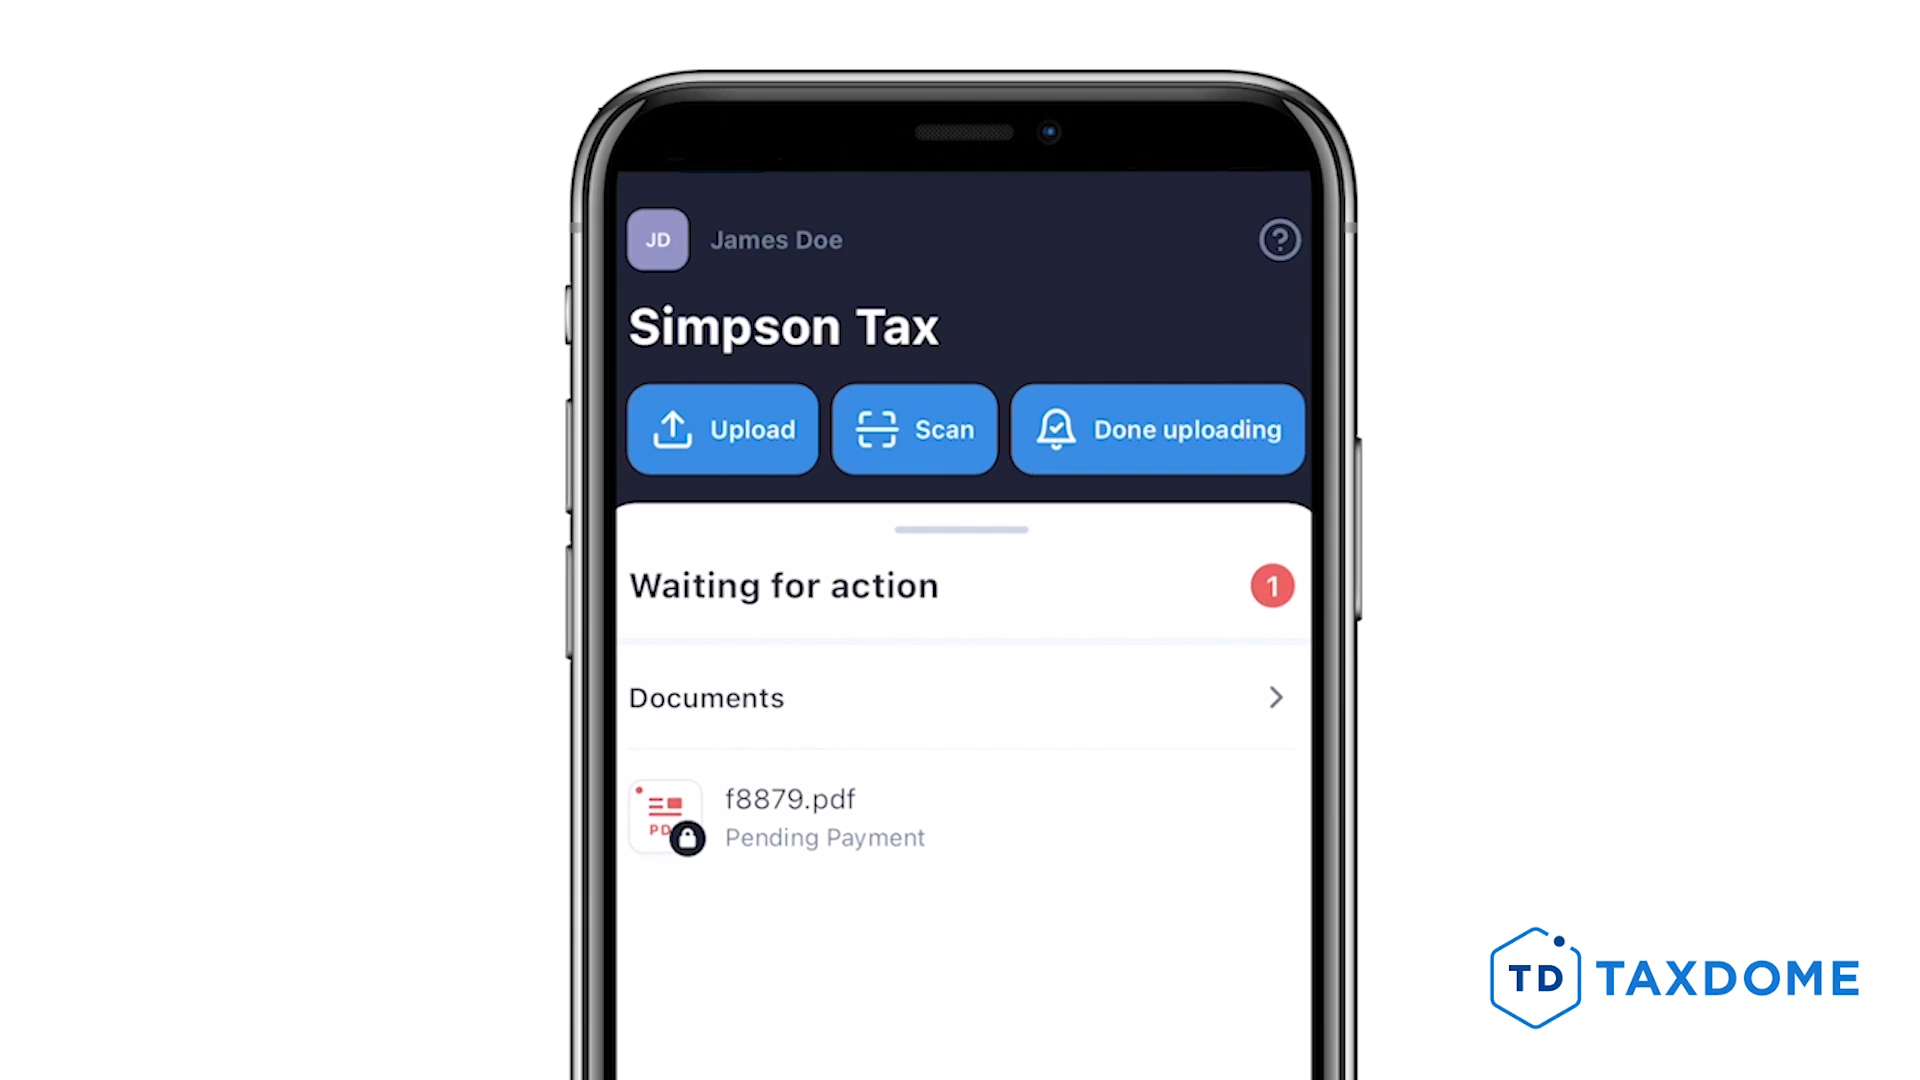 JD James Doe
Simpson Tax
Upload Scan Done uploading
Waiting for action 1
Documents
f8879.pdf
PD
Pending Payment
TD TAXDOME